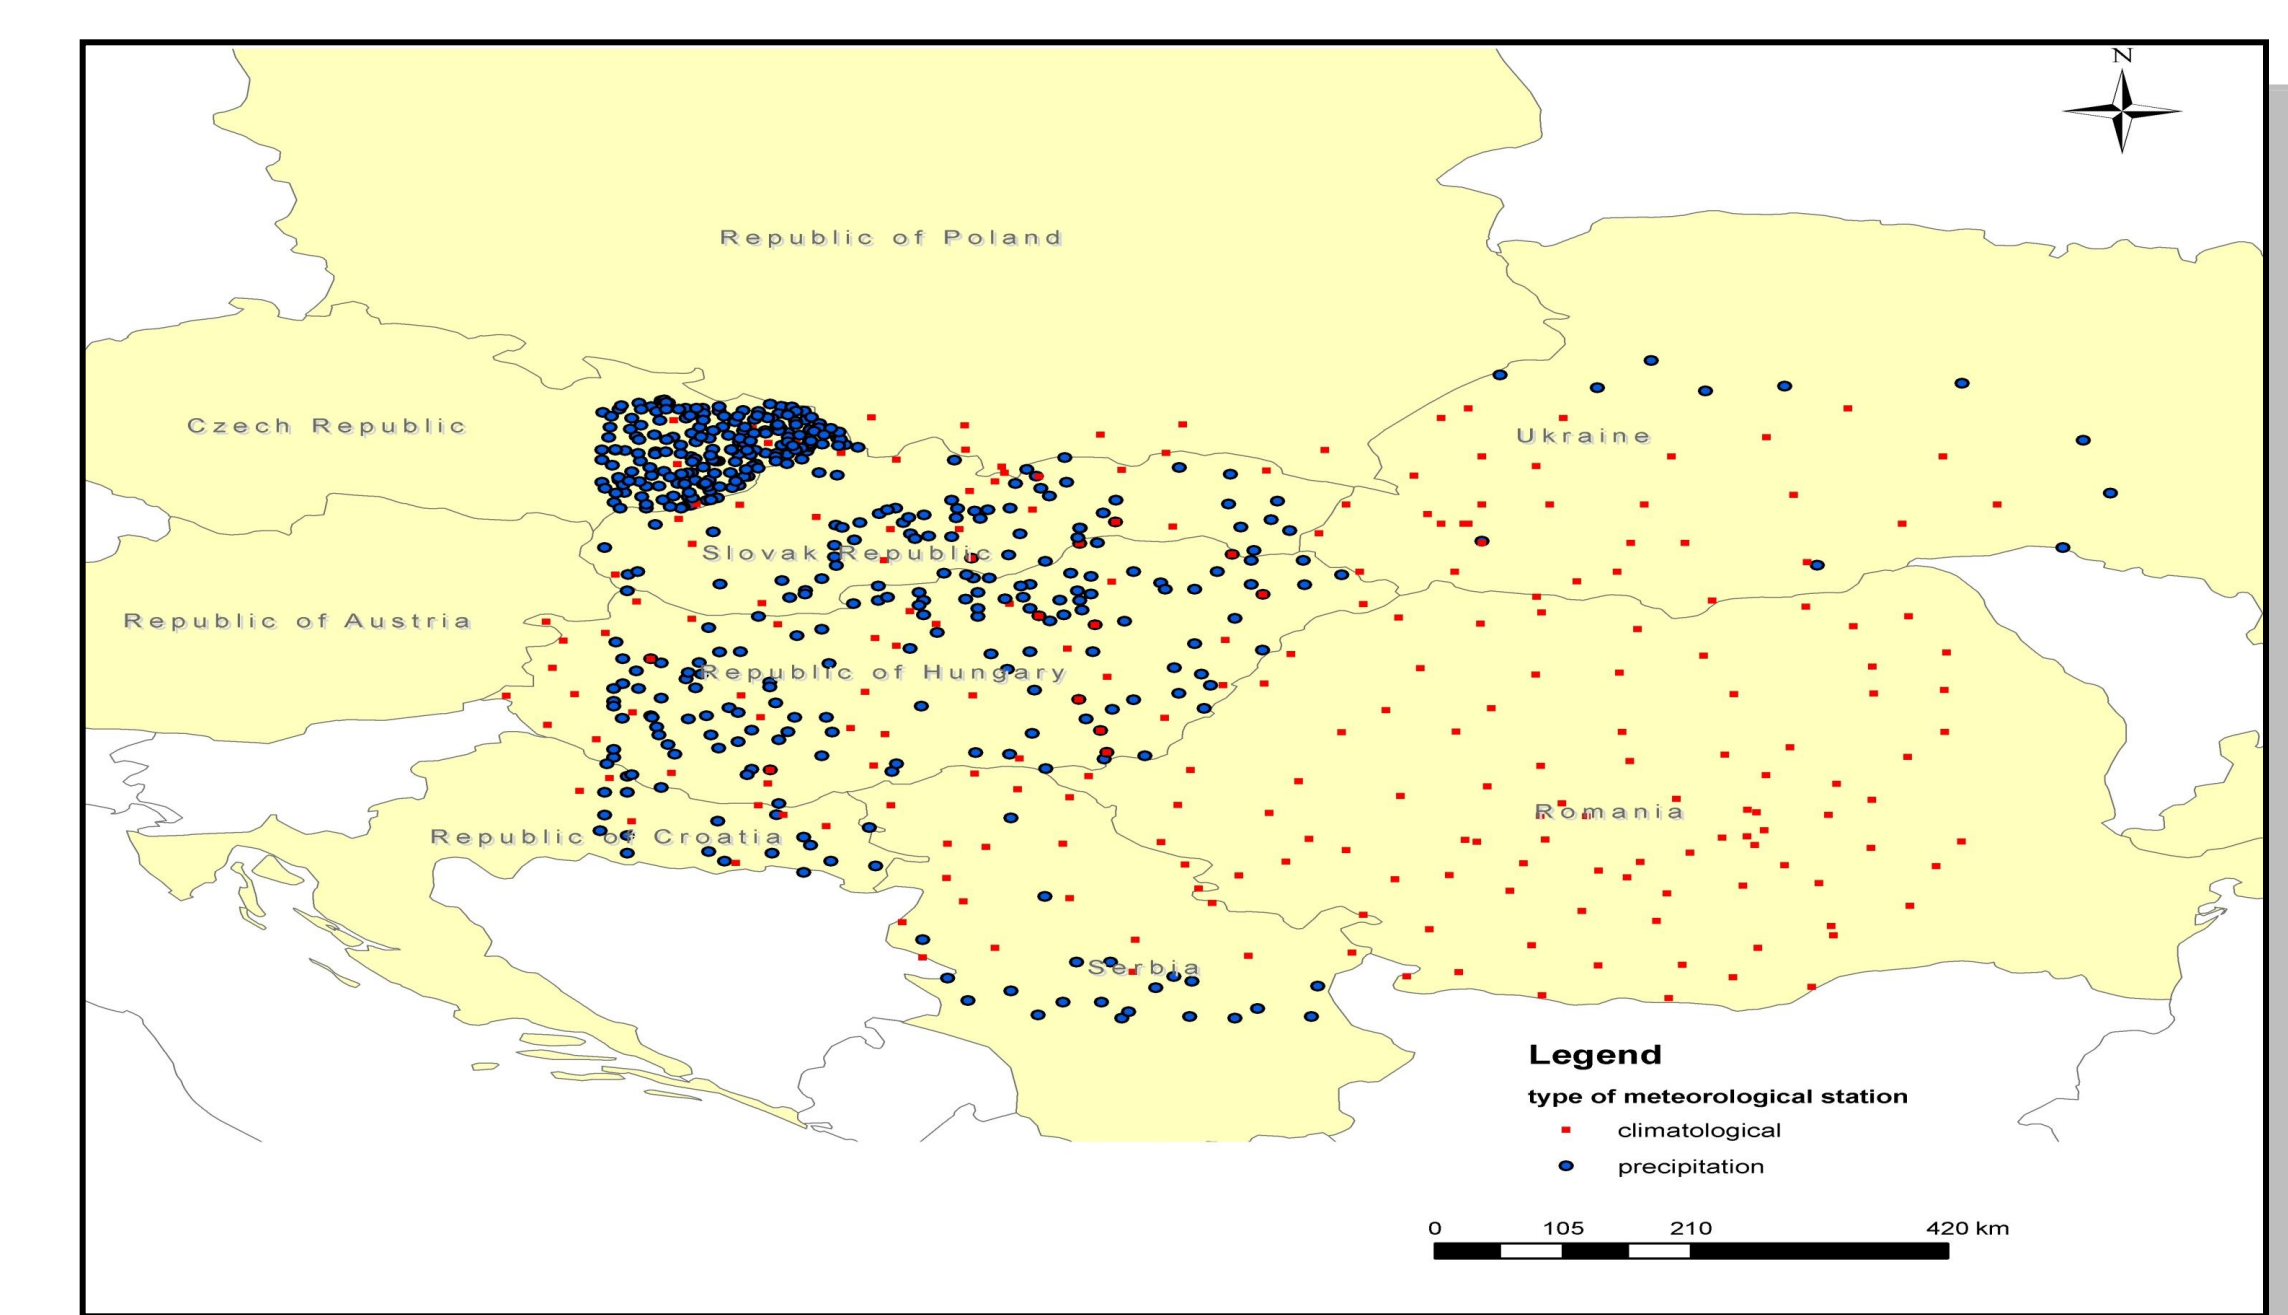 N
Republic of Poland
Czech Republic
Ukraine
Slovak Republic
Republic of Austria
Republic of Hungary
Romania
Republic of Croatia
Serbia
Legend
type of meteorological station
climatological
precipitation
0 105 210 420 km